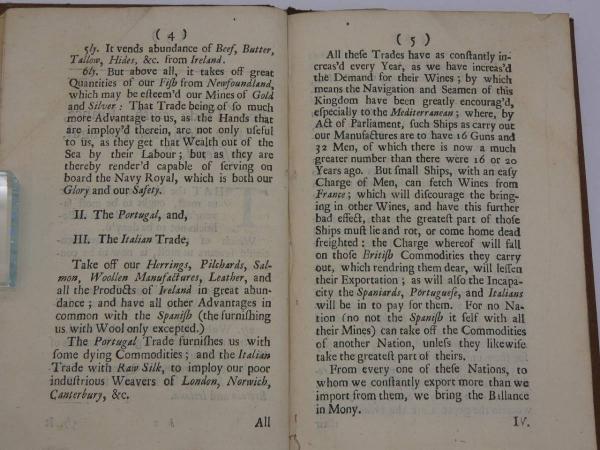 ( 4 )
5ly. It vends abundance of Beef, Butter,
Tallow, Hides, &c. from Ireland.
6ly. But above all, it takes off great
Quantities of our Fiſh from Newfoundland,
which may be eſteem'd our Mines of Gold
and Silver: That Trade being of ſo much
more Advantage to us, as the Hands that
are imploy'd therein, are not only uſeful
to us, as they get that Wealth out of the
Sea by their Labour; but as they are
thereby render'd capable of ſerving on
board the Navy Royal, which is both our
Glory and our Safety.
II. The Portugal, and,
III. The Italian Trade,
Take off our Herrings, Pilchards, Sal-
mon, Woollen Manufactures, Leather, and
all the Products of Ireland in great abun-
dance; and have all other Advantages in
common with the Spaniſh (the furniſhing
us with Wool only excepted.)
The Portugal Trade furniſhes us with
ſome dying Commodities; and the Italian
Trade with Raw Silk, to imploy our poor
induſtrious Weavers of London, Norwich,
Canterbury, &c.
All
( 5 )
All theſe Trades have as conſtantly in-
creas'd every Year, as we have increas'd
the Demand for their Wines; by which
means the Navigation and Seamen of this
Kingdom have been greatly encourag'd,
eſpecially to the Mediterranean; where, by
Act of Parliament, ſuch Ships as carry out
our Manufactures are to have 16 Guns and
32 Men, of which there is now a much
greater number than there were 16 or 20
Years ago. But ſmall Ships, with an eaſy
Charge of Men, can fetch Wines from
France; which will diſcourage the bring-
ing in other Wines, and have this further
bad effect, that the greateſt part of thoſe
Ships muſt lie and rot, or come home dead
freighted: the Charge whereof will fall
on thoſe Britiſh Commodities they carry
out, which rendring them dear, will leſſen
their Exportation; as will alſo the Incapa-
city the Spaniards, Portugueſe, and Italians
will be in to pay for them. For no Na-
tion (no not the Spaniſh it ſelf with all
their Mines) can take off the Commodities
of another Nation, unleſs they likewiſe
take the greateſt part of theirs.
From every one of theſe Nations, to
whom we conſtantly export more than we
import from them, we bring the Ballance
in Mony.
IV.